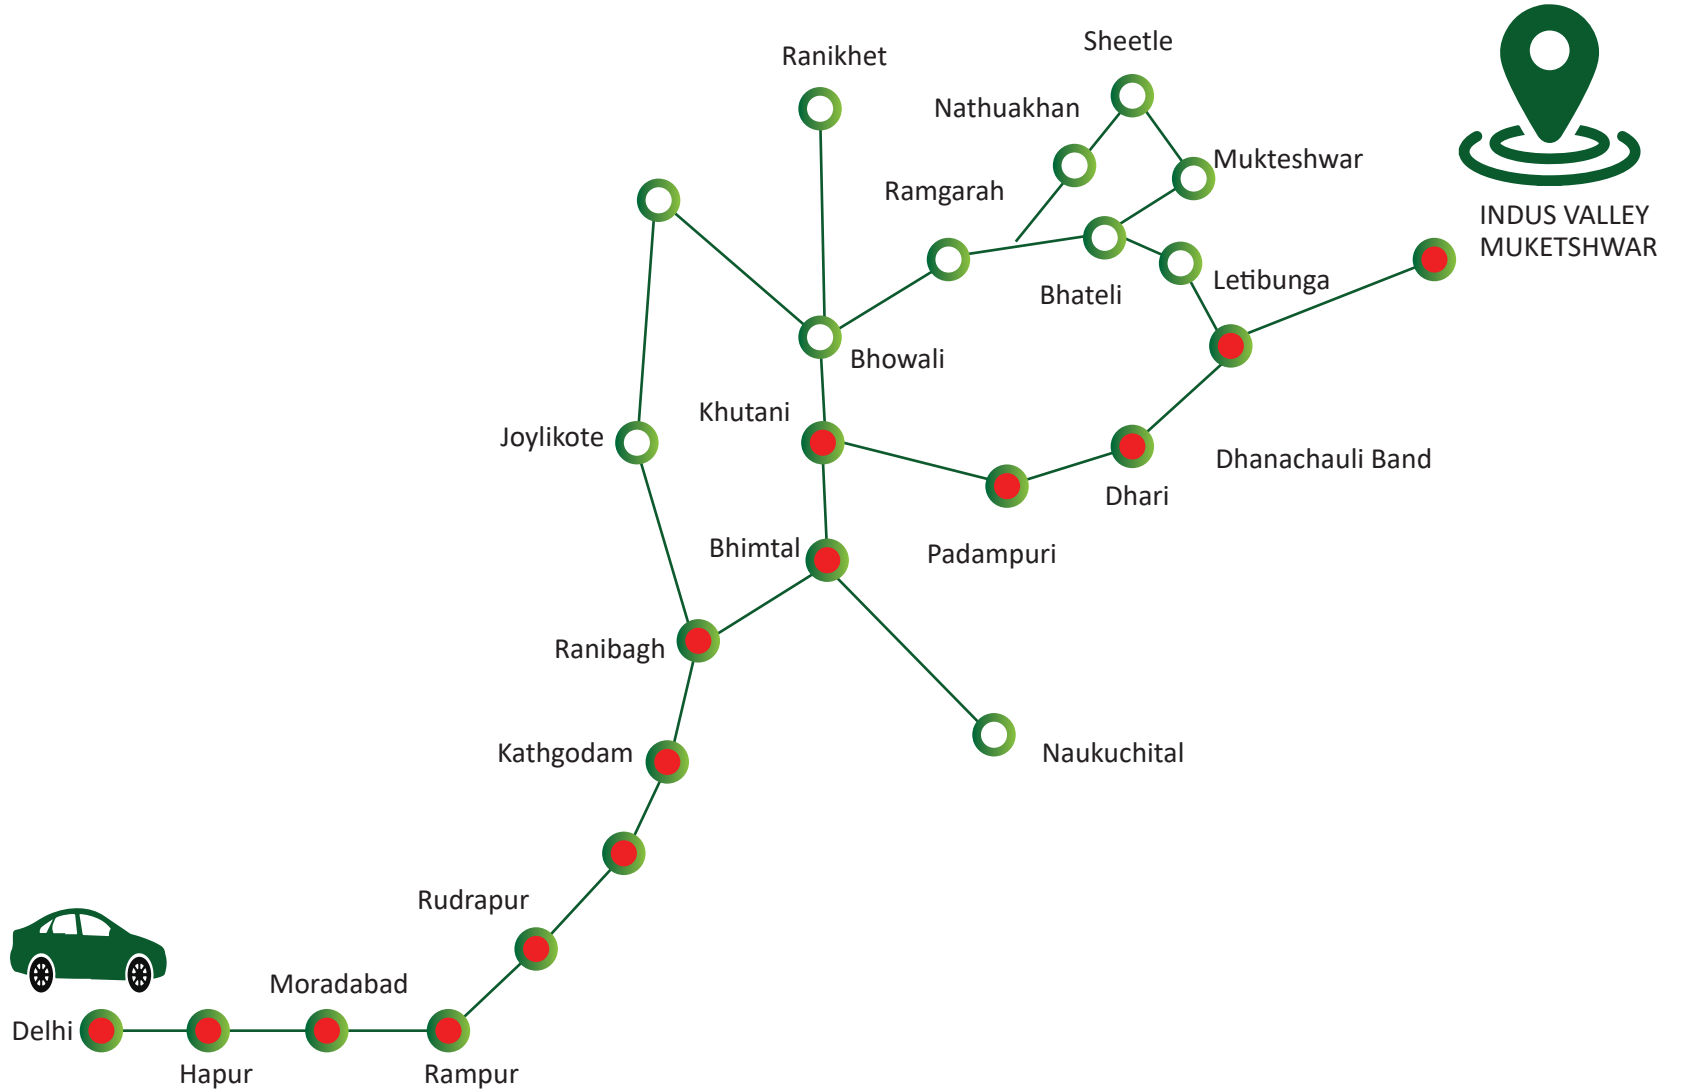 Sheetle
Ranikhet
Nathuakhan
Mukteshwar
Ramgarah
INDUS VALLEY
MUKETSHWAR
Letibunga
Bhateli
Bhowali
Khutani
Joylikote
Dhanachauli Band
Dhari
Bhimtal
Padampuri
Ranibagh
Kathgodam
Naukuchital
Rudrapur
Moradabad
Delhi
Hapur
Rampur